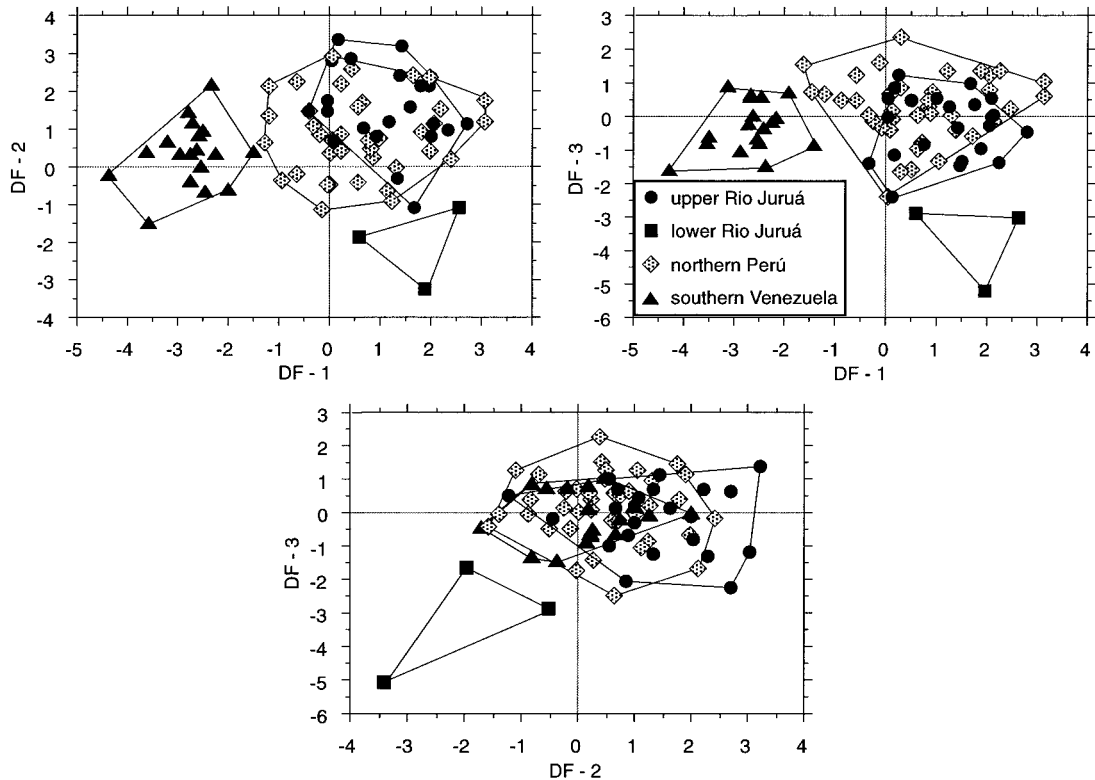 4
3
2
1
0
-1
-2
-3
-4
DF - 2
-5 -4 -3 -2 -1 0 1 2 3 4
DF - 1
3
2
1
0
-1
-2
-3
-4
-5
-6
DF - 3
-5 -4 -3 -2 -1 0 1 2 3 4
DF - 1
upper Rio Juruá
lower Rio Juruá
northern Perú
southern Venezuela
3
2
1
0
-1
-2
-3
-4
-5
-6
DF - 3
-4 -3 -2 -1 0 1 2 3 4
DF - 2